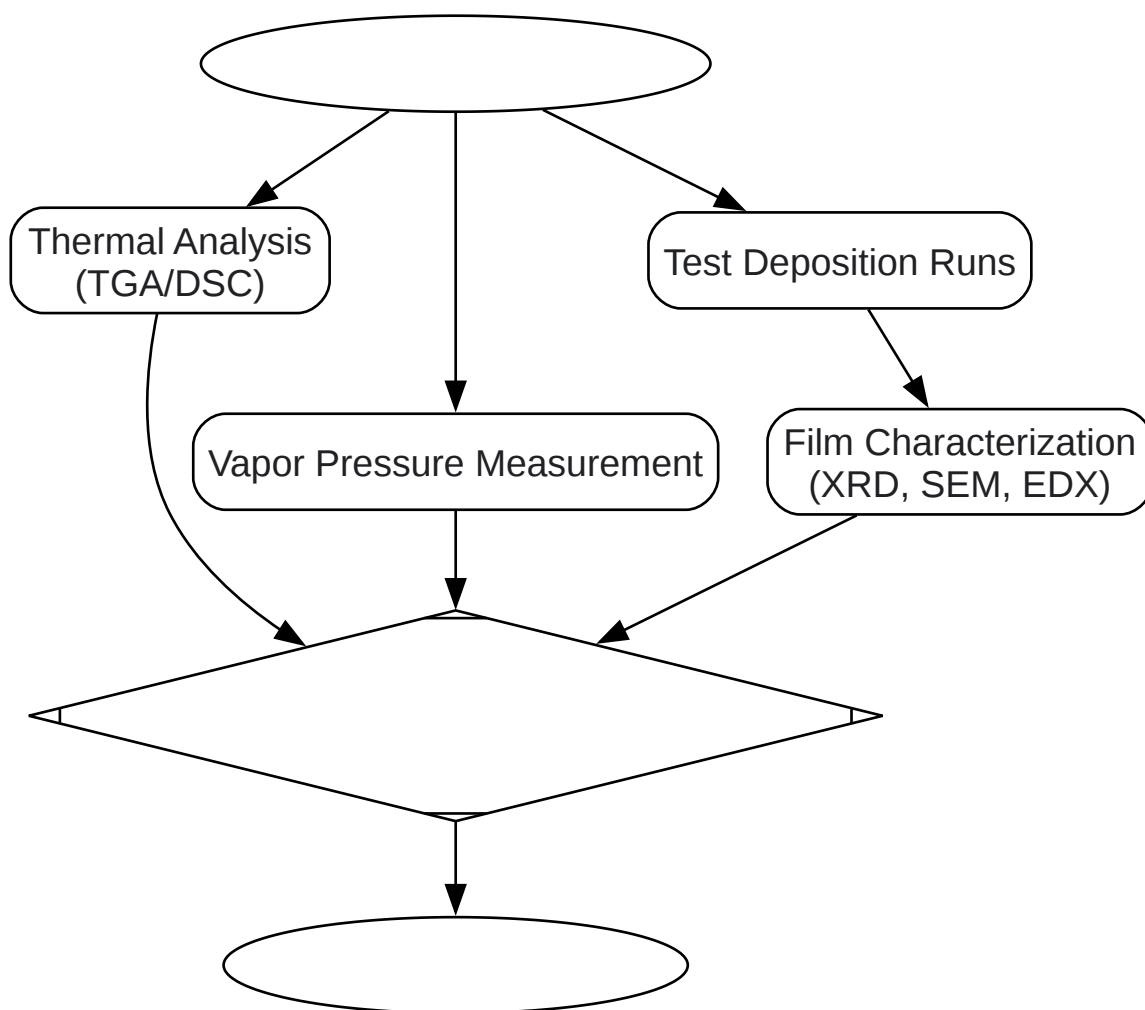 Thermal Analysis
(TGA/DSC)
Test Deposition Runs
Vapor Pressure Measurement
Film Characterization
(XRD, SEM, EDX)